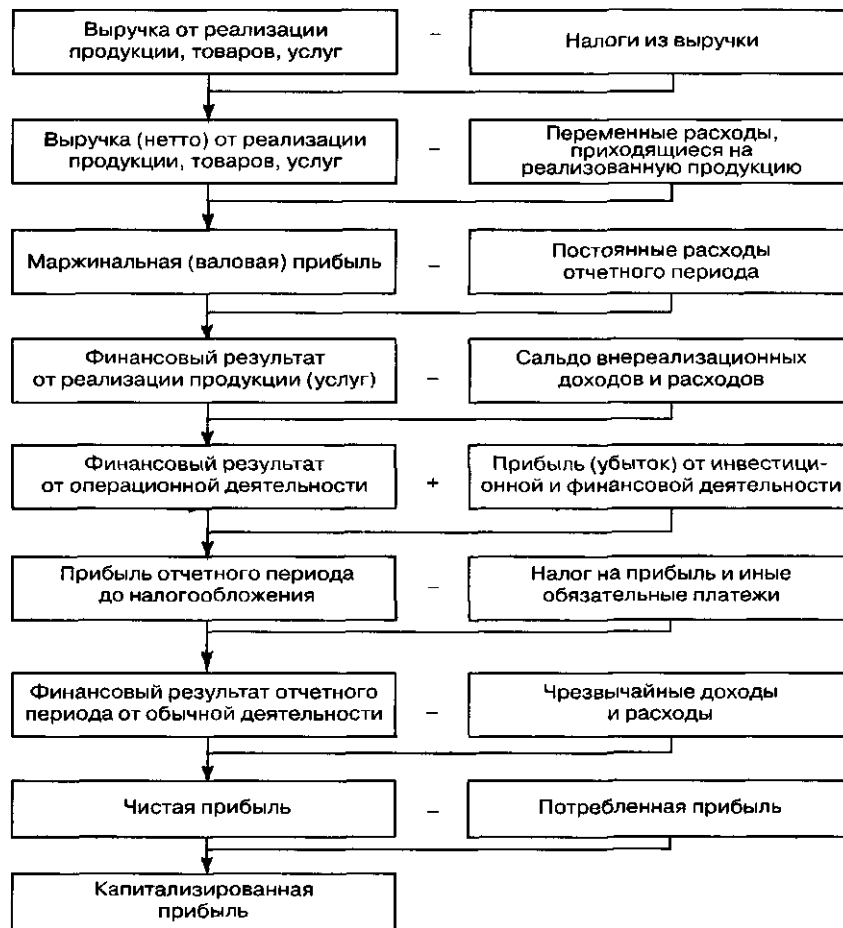 Выручка от реализации
продукции, товаров, услуг
–
Налоги из выручки
Выручка (нетто) от реализации
продукции, товаров, услуг
–
Переменные расходы,
приходящиеся на
реализованную продукцию
Маржинальная (валовая) прибыль
–
Постоянные расходы
отчетного периода
Финансовый результат
от реализации продукции (услуг)
–
Сальдо внереализационных
доходов и расходов
Финансовый результат
от операционной деятельности
+
Прибыль (убыток) от инвестици-
онной и финансовой деятельности
Прибыль отчетного периода
до налогообложения
–
Налог на прибыль и иные
обязательные платежи
Финансовый результат отчетного
периода от обычной деятельности
–
Чрезвычайные доходы
и расходы
Чистая прибыль
–
Потребленная прибыль
Капитализированная
прибыль